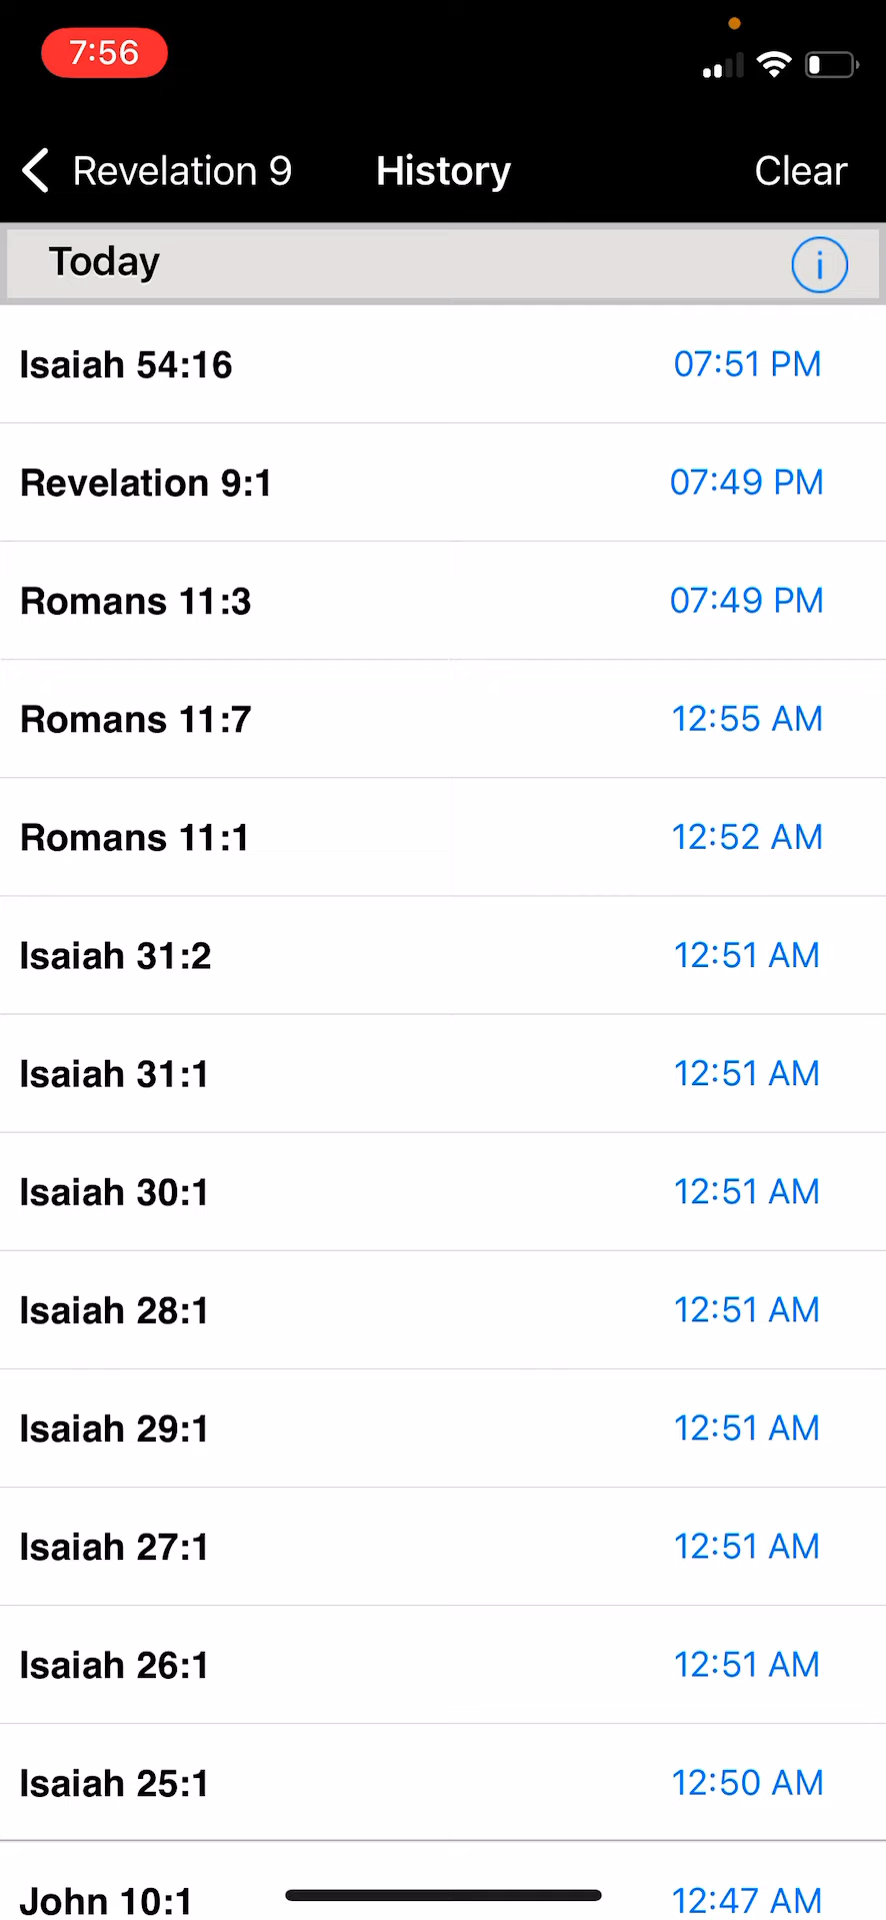 7:56
Revelation 9 History Clear
Today
Isaiah 54:16 07:51 PM
Revelation 9:1 07:49 PM
Romans 11:3 07:49 PM
Romans 11:7 12:55 AM
Romans 11:1 12:52 AM
Isaiah 31:2 12:51 AM
Isaiah 31:1 12:51 AM
Isaiah 30:1 12:51 AM
Isaiah 28:1 12:51 AM
Isaiah 29:1 12:51 AM
Isaiah 27:1 12:51 AM
Isaiah 26:1 12:51 AM
Isaiah 25:1 12:50 AM
John 10:1 12:47 AM